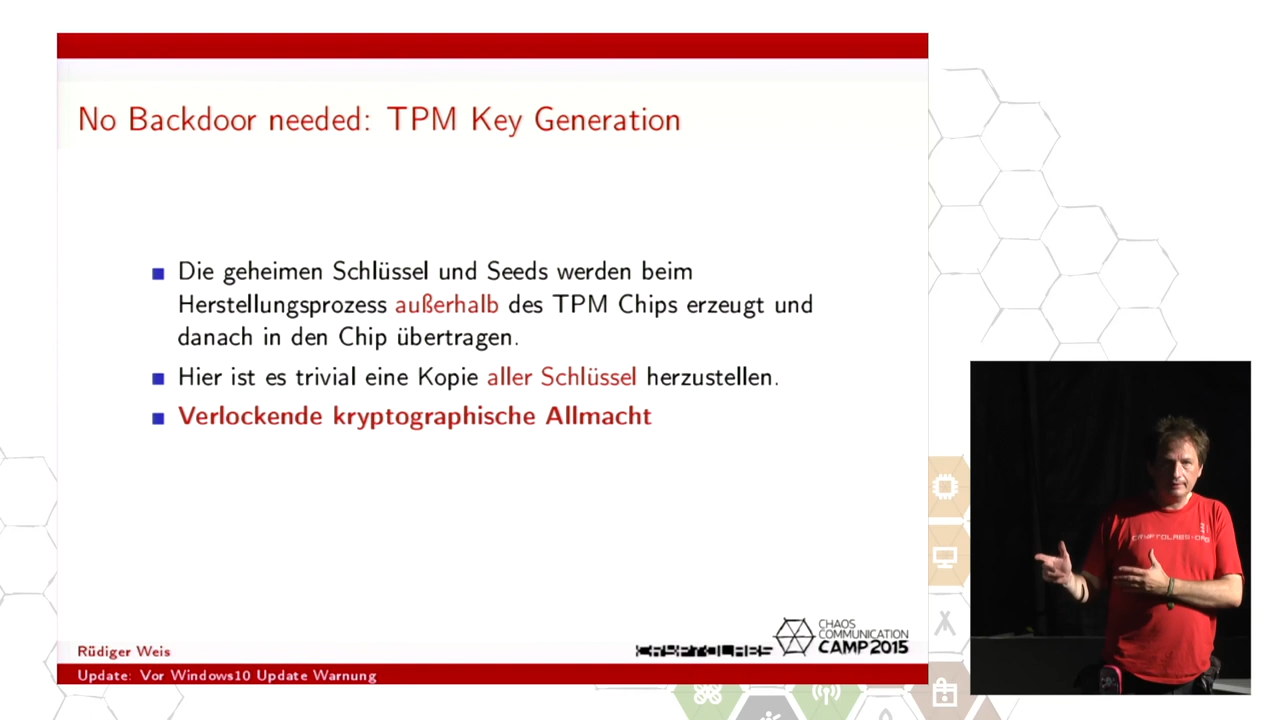 No Backdoor needed: TPM Key Generation
Die geheimen Schlüssel und Seeds werden beim
Herstellungsprozess außerhalb des TPM Chips erzeugt und
danach in den Chip übertragen.
Hier ist es trivial eine Kopie aller Schlüssel herzustellen.
Verlockende kryptographische Allmacht
Rüdiger Weis
CRYPTOLABS
CHAOS
COMMUNICATION
CAMP 2015
Update: Vor Windows10 Update Warnung
CRYPTOLABS.ORG